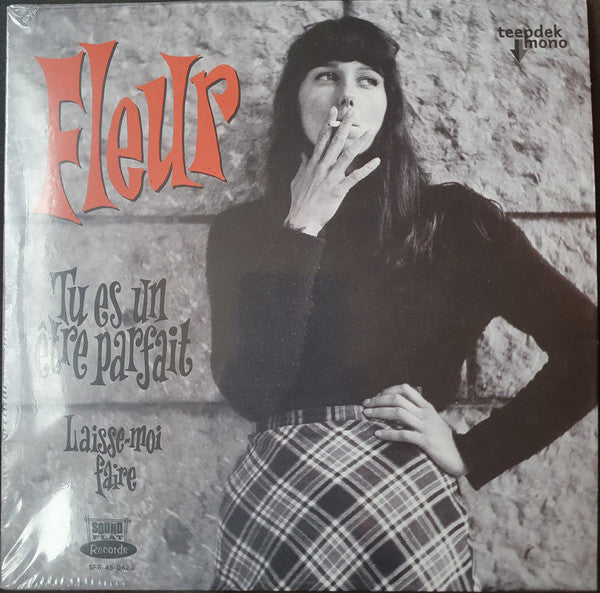 Fleur
teepdek
mono
Tu es un
être parfait
Laisse-moi
faire
SOUND
FLAT
Records
SFR-45-062